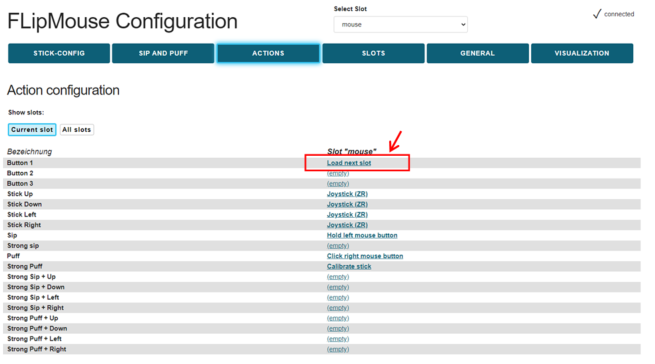 FLipMouse Configuration
Select Slot
mouse
connected
STICK-CONFIG SIP AND PUFF ACTIONS SLOTS GENERAL VISUALIZATION
Action configuration
Show slots:
Current slot All slots
Bezeichnung Slot "mouse"
Button 1 Load next slot
Button 2 (empty)
Button 3 (empty)
Stick Up Joystick (ZR)
Stick Down Joystick (ZR)
Stick Left Joystick (ZR)
Stick Right Joystick (ZR)
Sip Hold left mouse button
Strong sip (empty)
Puff Click right mouse button
Strong Puff Calibrate stick
Strong Sip + Up (empty)
Strong Sip + Down (empty)
Strong Sip + Left (empty)
Strong Sip + Right (empty)
Strong Puff + Up (empty)
Strong Puff + Down (empty)
Strong Puff + Left (empty)
Strong Puff + Right (empty)